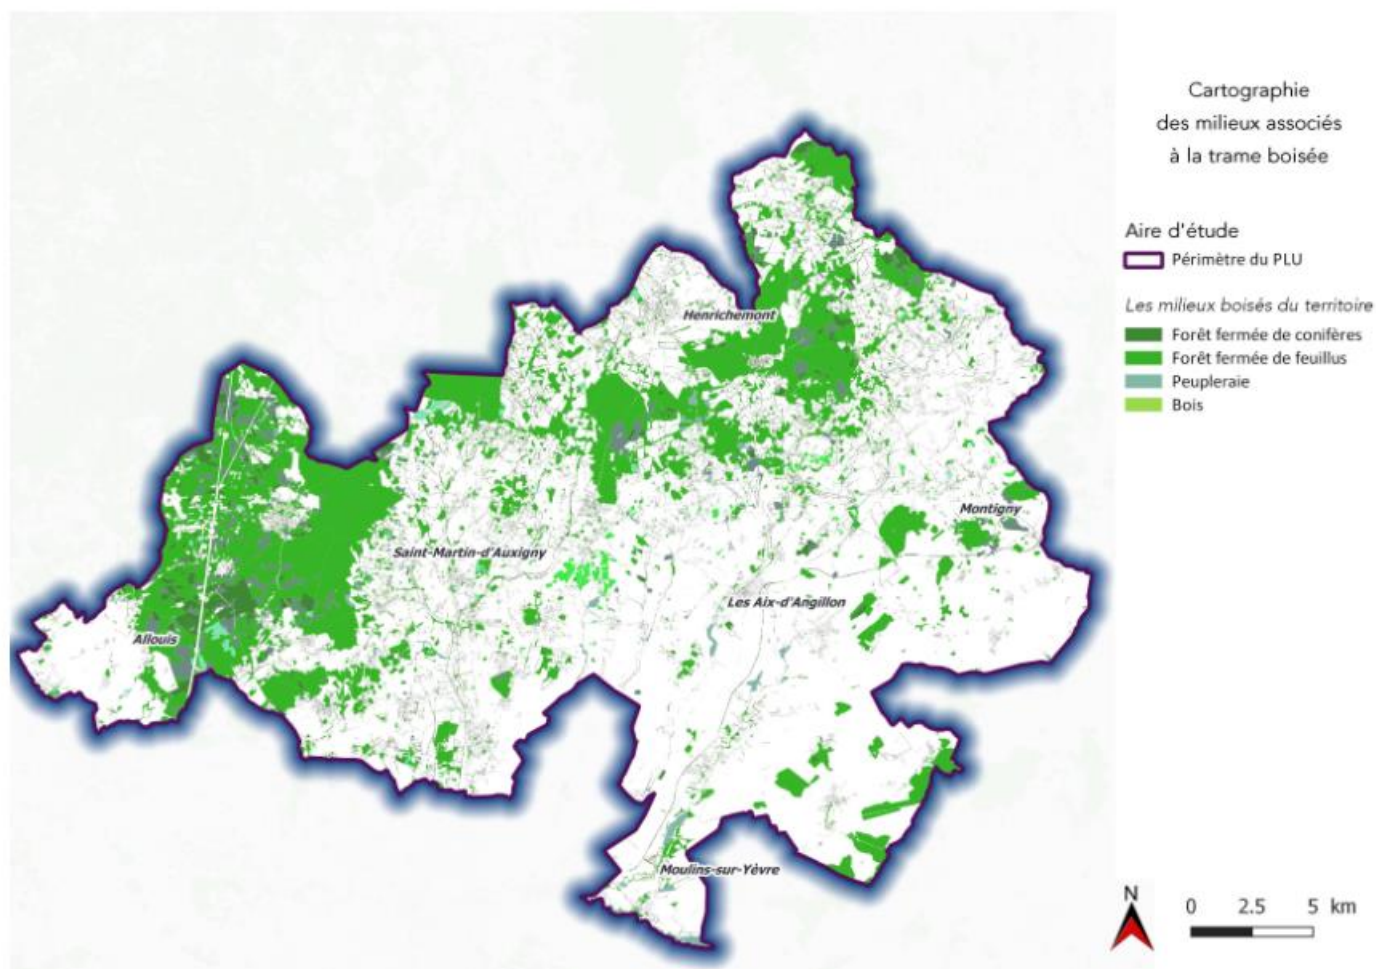 Cartographie
des milieux associés
à la trame boisée
Aire d'étude
Périmètre du PLU
Les milieux boisés du territoire
Forêt fermée de conifères
Forêt fermée de feuillus
Peupleraie
Bois
Henrichemont
Montigny
Saint-Martin-d'Auxigny
Les Aix-d'Angillon
Allouis
Moulins-sur-Yèvre
N
0 2.5 5 km